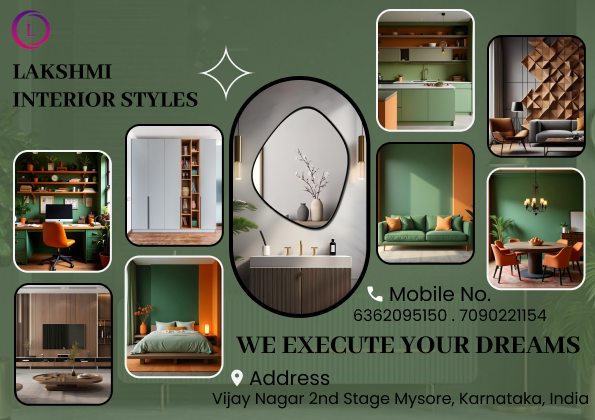 L
LAKSHMI
INTERIOR STYLES
Mobile No.
6362095150 . 7090221154
WE EXECUTE YOUR DREAMS
Address
Vijay Nagar 2nd Stage Mysore, Karnataka, India